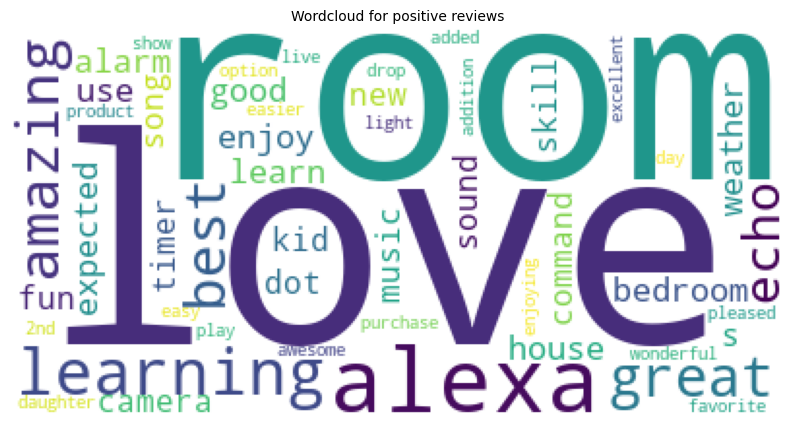 Wordcloud for positive reviews
room
love
amazing
alarm
show
use
product
song
option
live
good
easier
enjoy
learn
drop
new
light
added
addition
skill
excellent
day
weather
echo
expected
timer
best
kid
dot
music
sound
command
enjoying
bedroom
pleased
s
fun
2nd
easy
play
purchase
awesome
house
wonderful
learning
alexa
great
daughter
camera
favorite